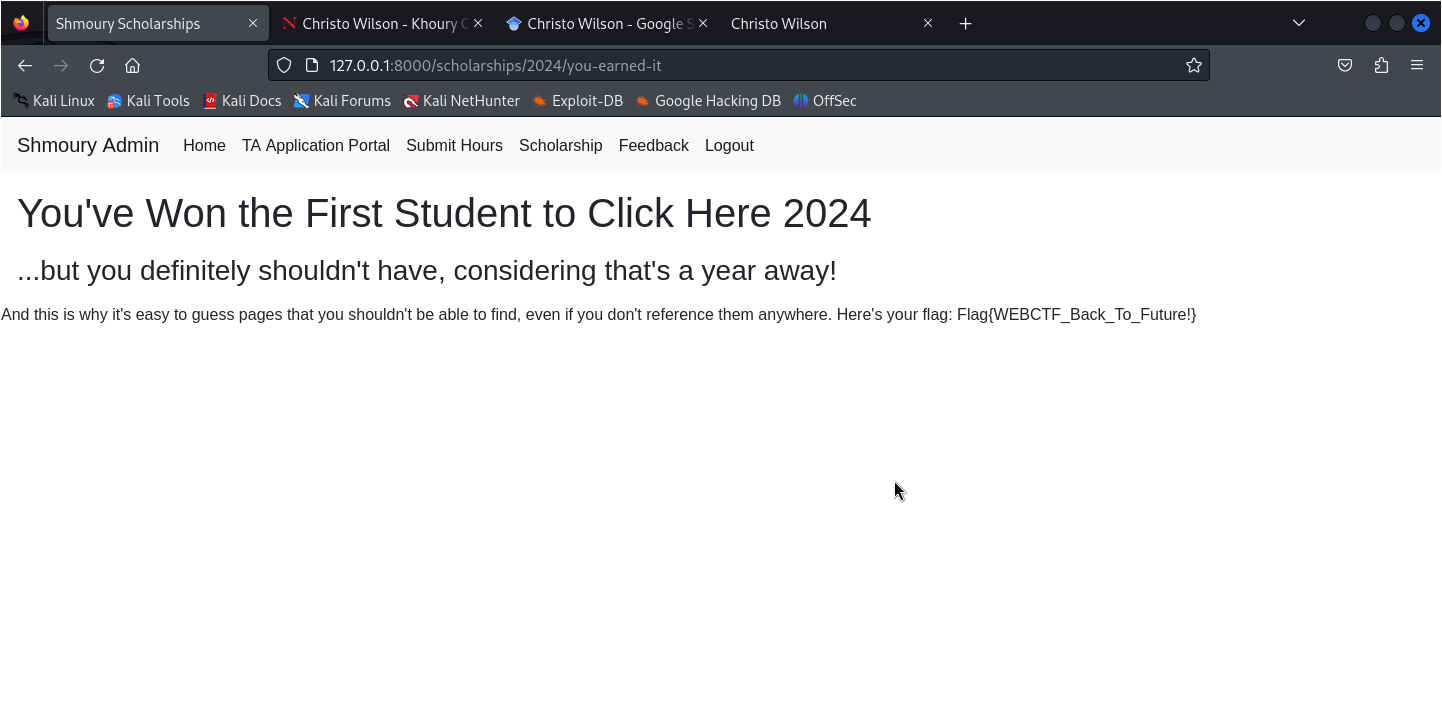 Shmoury Scholarships Christo Wilson - Khoury C Christo Wilson - Google S Christo Wilson
127.0.0.1:8000/scholarships/2024/you-earned-it
Kali Linux Kali Tools Kali Docs Kali Forums Kali NetHunter Exploit-DB Google Hacking DB OffSec
Shmoury Admin Home TA Application Portal Submit Hours Scholarship Feedback Logout
You've Won the First Student to Click Here 2024
...but you definitely shouldn't have, considering that's a year away!
And this is why it's easy to guess pages that you shouldn't be able to find, even if you don't reference them anywhere. Here's your flag: Flag{WEBCTF_Back_To_Future!}